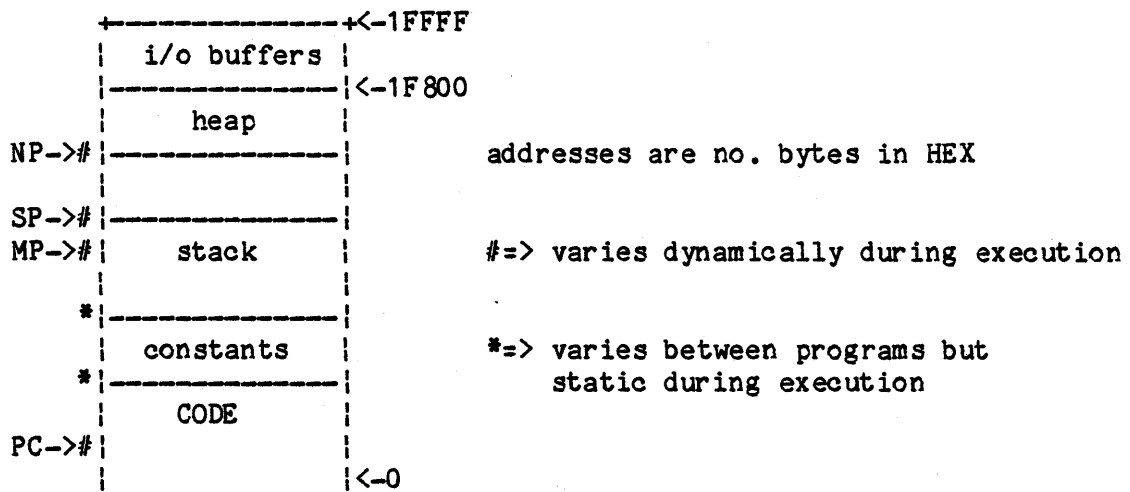 +----------------+<-1FFFF
| i/o buffers |
|----------------|<-1F800
| heap |
NP->#|----------------| addresses are no. bytes in HEX
| |
SP->#|----------------|
MP->#| stack | #=> varies dynamically during execution
| |
*|----------------|
| constants | *=> varies between programs but
*|----------------| static during execution
| CODE
PC->#|
| |<-0